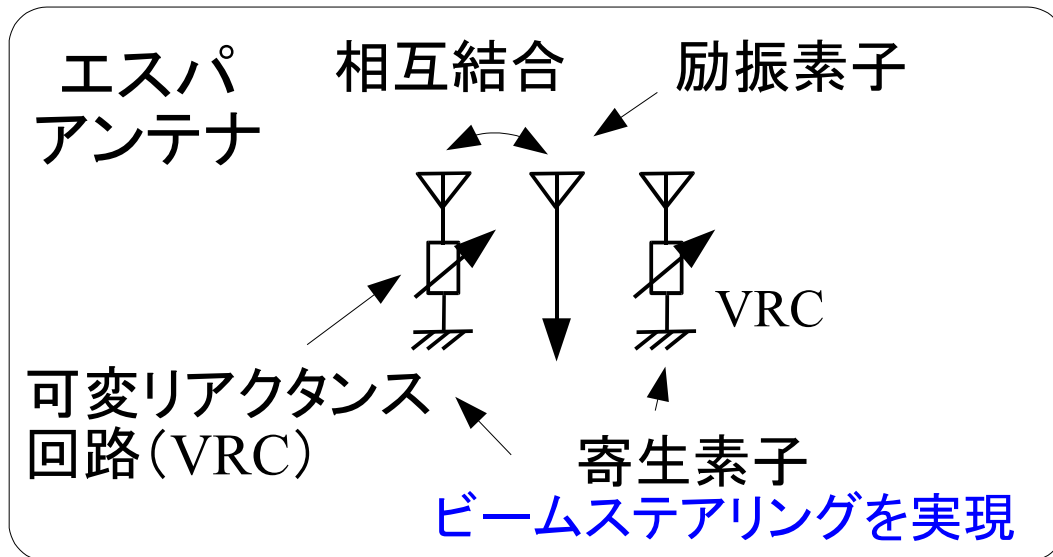 エスパ
アンテナ
相互結合
励振素子
VRC
可変リアクタンス
回路(VRC)
寄生素子
ビームステアリングを実現